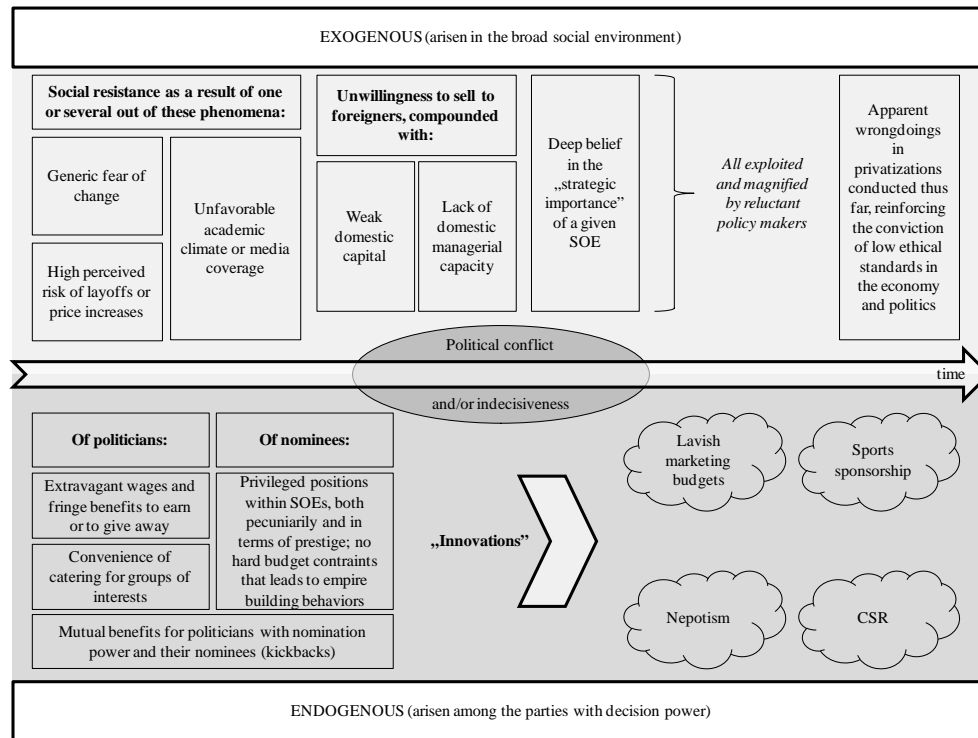 EXOGENOUS (arisen in the broad social environment)
Social resistance as a result of one
or several out of these phenomena:
Generic fear of
change
High perceived
risk of layoffs or
price increases
Unfavorable
academic
climate or media
coverage
Unwillingness to sell to
foreigners, compounded
with:
Weak
domestic
capital
Lack of
domestic
managerial
capacity
Deep belief
in the
„strategic
importance”
of a given
SOE
All exploited
and magnified
by reluctant
policy makers
Apparent
wrongdoings
in
privatizations
conducted thus
far, reinforcing
the conviction
of low ethical
standards in
the economy
and politics
Political conflict
time
and/or indecisiveness
Of politicians:
Extravagant wages and
fringe benefits to earn
or to give away
Convenience of
catering for groups of
interests
Of nominees:
Privileged positions
within SOEs, both
pecuniarily and in
terms of prestige; no
hard budget contraints
that leads to empire
building behaviors
Mutual benefits for politicians with nomination
power and their nominees (kickbacks)
„Innovations”
Lavish
marketing
budgets
Sports
sponsorship
Nepotism
CSR
ENDOGENOUS (arisen among the parties with decision power)